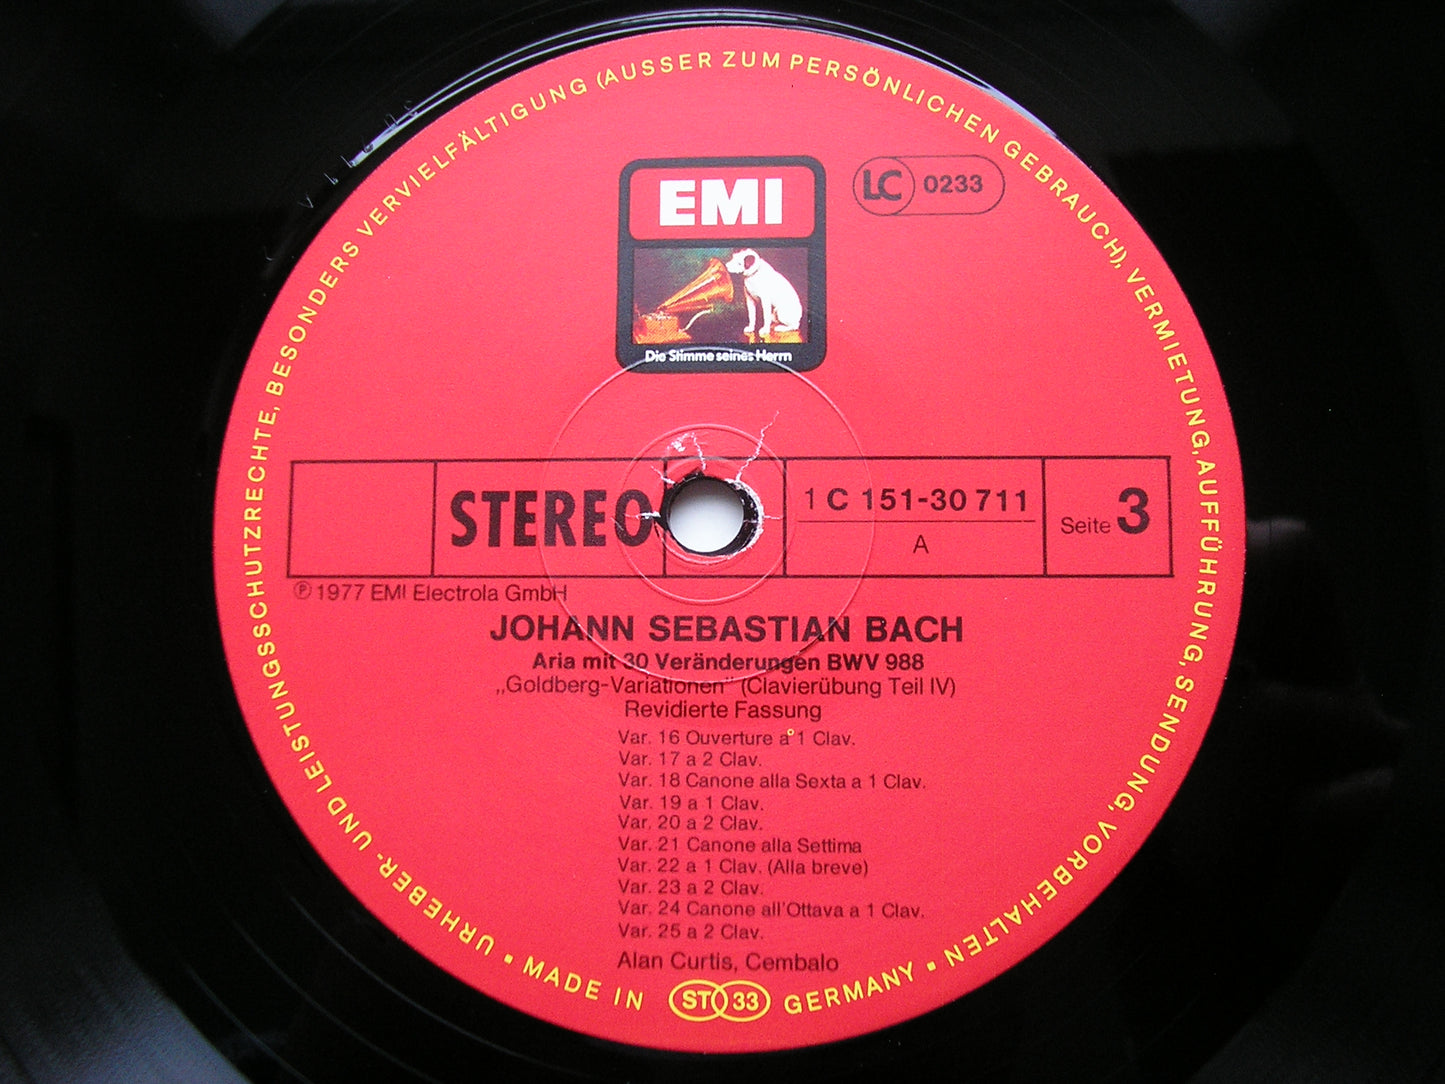 URHEBER- UND LEISTUNGSSCHUTZRECHTE, BESONDERS VERVIELFÄLTIGUNG (AUSSER ZUM PERSÖNLICHEN GEBRAUCH), VERMIETUNG, AUFFÜHRUNG, SENDUNG, VORBEHALTEN
EMI
LC 0233
Die Stimme seines Herrn
STEREO
1 C 151-30 711
A
Seite 3
℗ 1977 EMI Electrola GmbH
JOHANN SEBASTIAN BACH
Aria mit 30 Veränderungen BWV 988
„Goldberg-Variationen" (Clavierübung Teil IV)
Revidierte Fassung
Var. 16 Ouverture a 1 Clav.
Var. 17 a 2 Clav.
Var. 18 Canone alla Sexta a 1 Clav.
Var. 19 a 1 Clav.
Var. 20 a 2 Clav.
Var. 21 Canone alla Settima
Var. 22 a 1 Clav. (Alla breve)
Var. 23 a 2 Clav.
Var. 24 Canone all'Ottava a 1 Clav.
Var. 25 a 2 Clav.
Alan Curtis, Cembalo
• MADE IN ST 33 GERMANY •